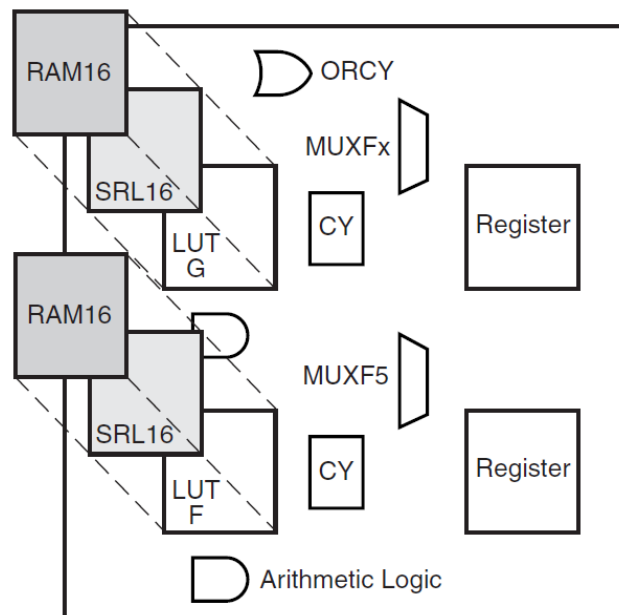 RAM16
ORCY
MUXFx
SRL16
CY
Register
LUT
G
RAM16
MUXF5
SRL16
CY
Register
LUT
F
Arithmetic Logic